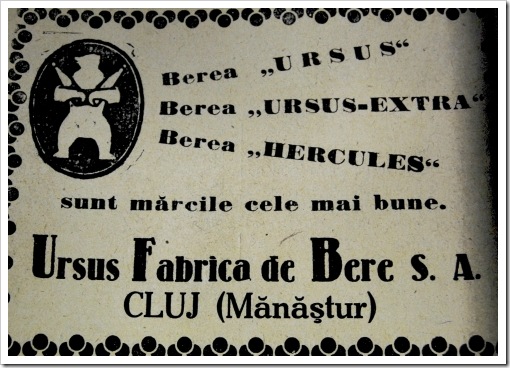 Berea „URSUS“
Berea „URSUS-EXTRA“
Berea „HERCULES“
sunt mărcile cele mai bune.
Ursus Fabrica de Bere S. A.
CLUJ (Mănăştur)